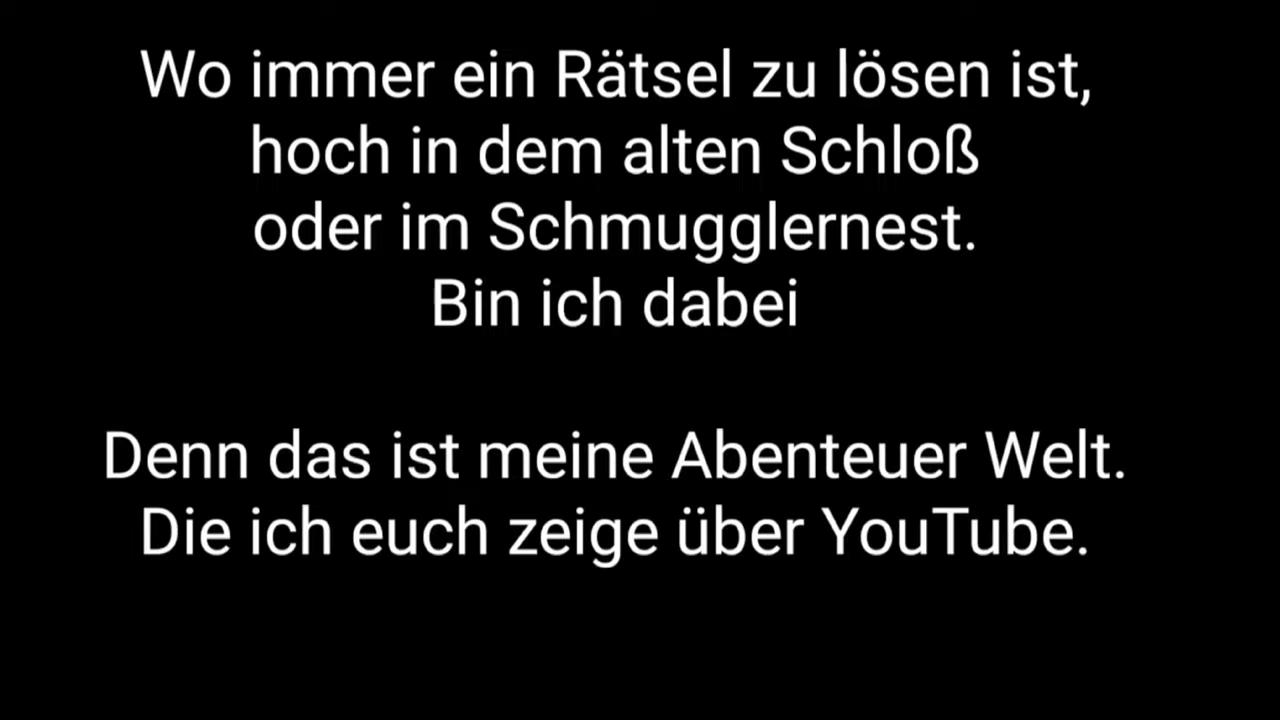 Wo immer ein Rätsel zu lösen ist,
hoch in dem alten Schloß
oder im Schmugglernest.
Bin ich dabei
Denn das ist meine Abenteuer Welt.
Die ich euch zeige über YouTube.